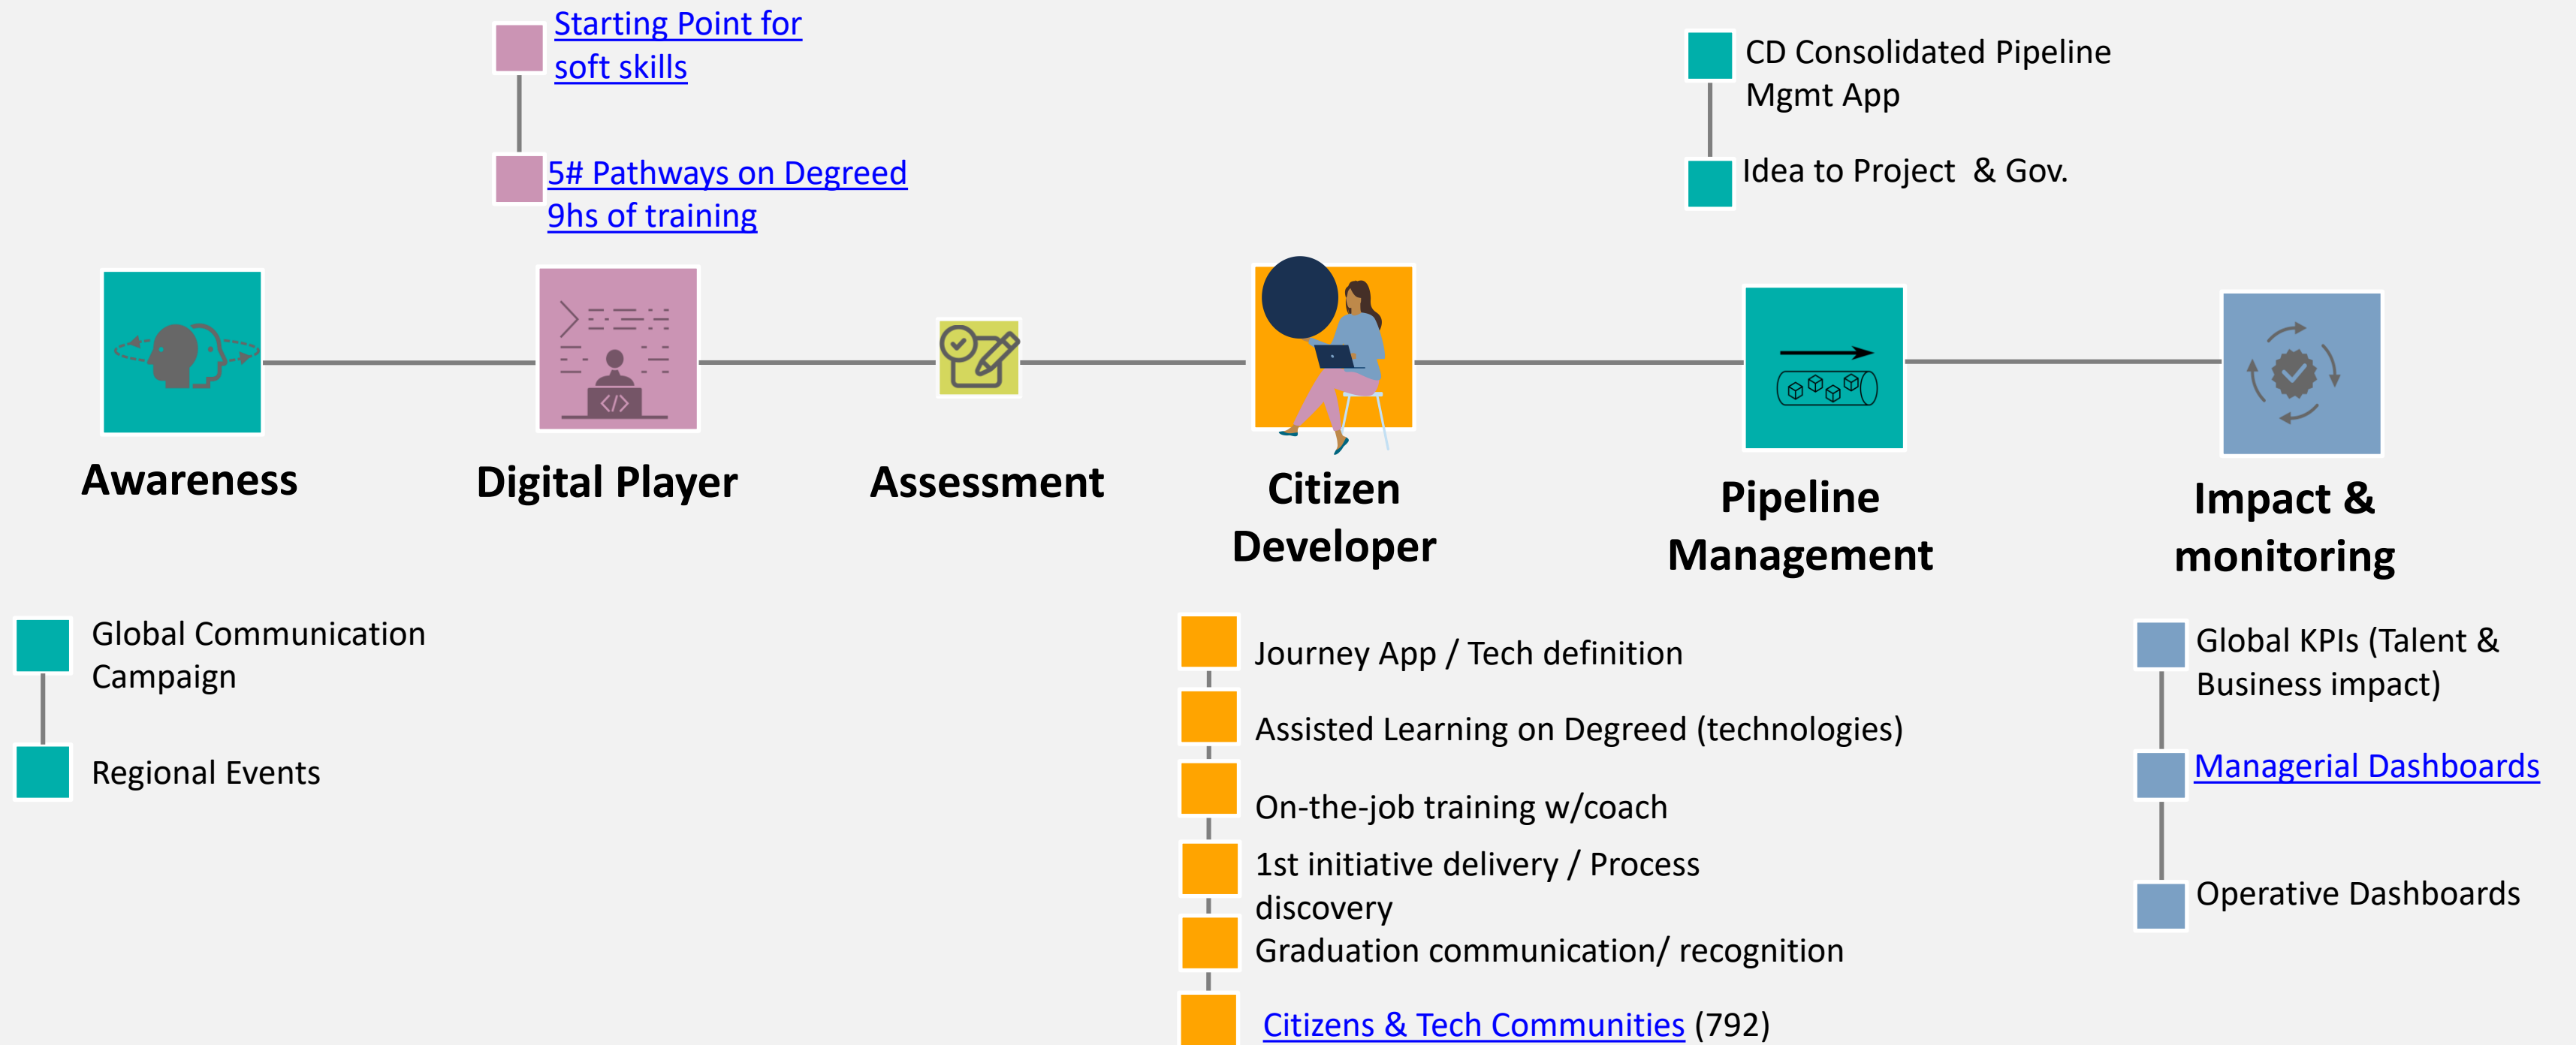 Starting Point for
soft skills
5# Pathways on Degreed
9hs of training
CD Consolidated Pipeline
Mgmt App
Idea to Project  & Gov.
Awareness
Digital Player
</>
Assessment
Citizen
Developer
Pipeline
Management
Impact &
monitoring
Global Communication
Campaign
Regional Events
Journey App / Tech definition
Assisted Learning on Degreed (technologies)
On-the-job training w/coach
1st initiative delivery / Process
discovery
Graduation communication/ recognition
Citizens & Tech Communities (792)
Global KPIs (Talent &
Business impact)
Managerial Dashboards
Operative Dashboards